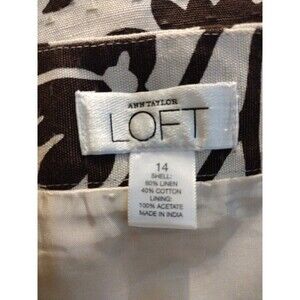 ANN TAYLOR
LOFT
14
SHELL:
60% LINEN
40% COTTON
LINING:
100% ACETATE
MADE IN INDIA